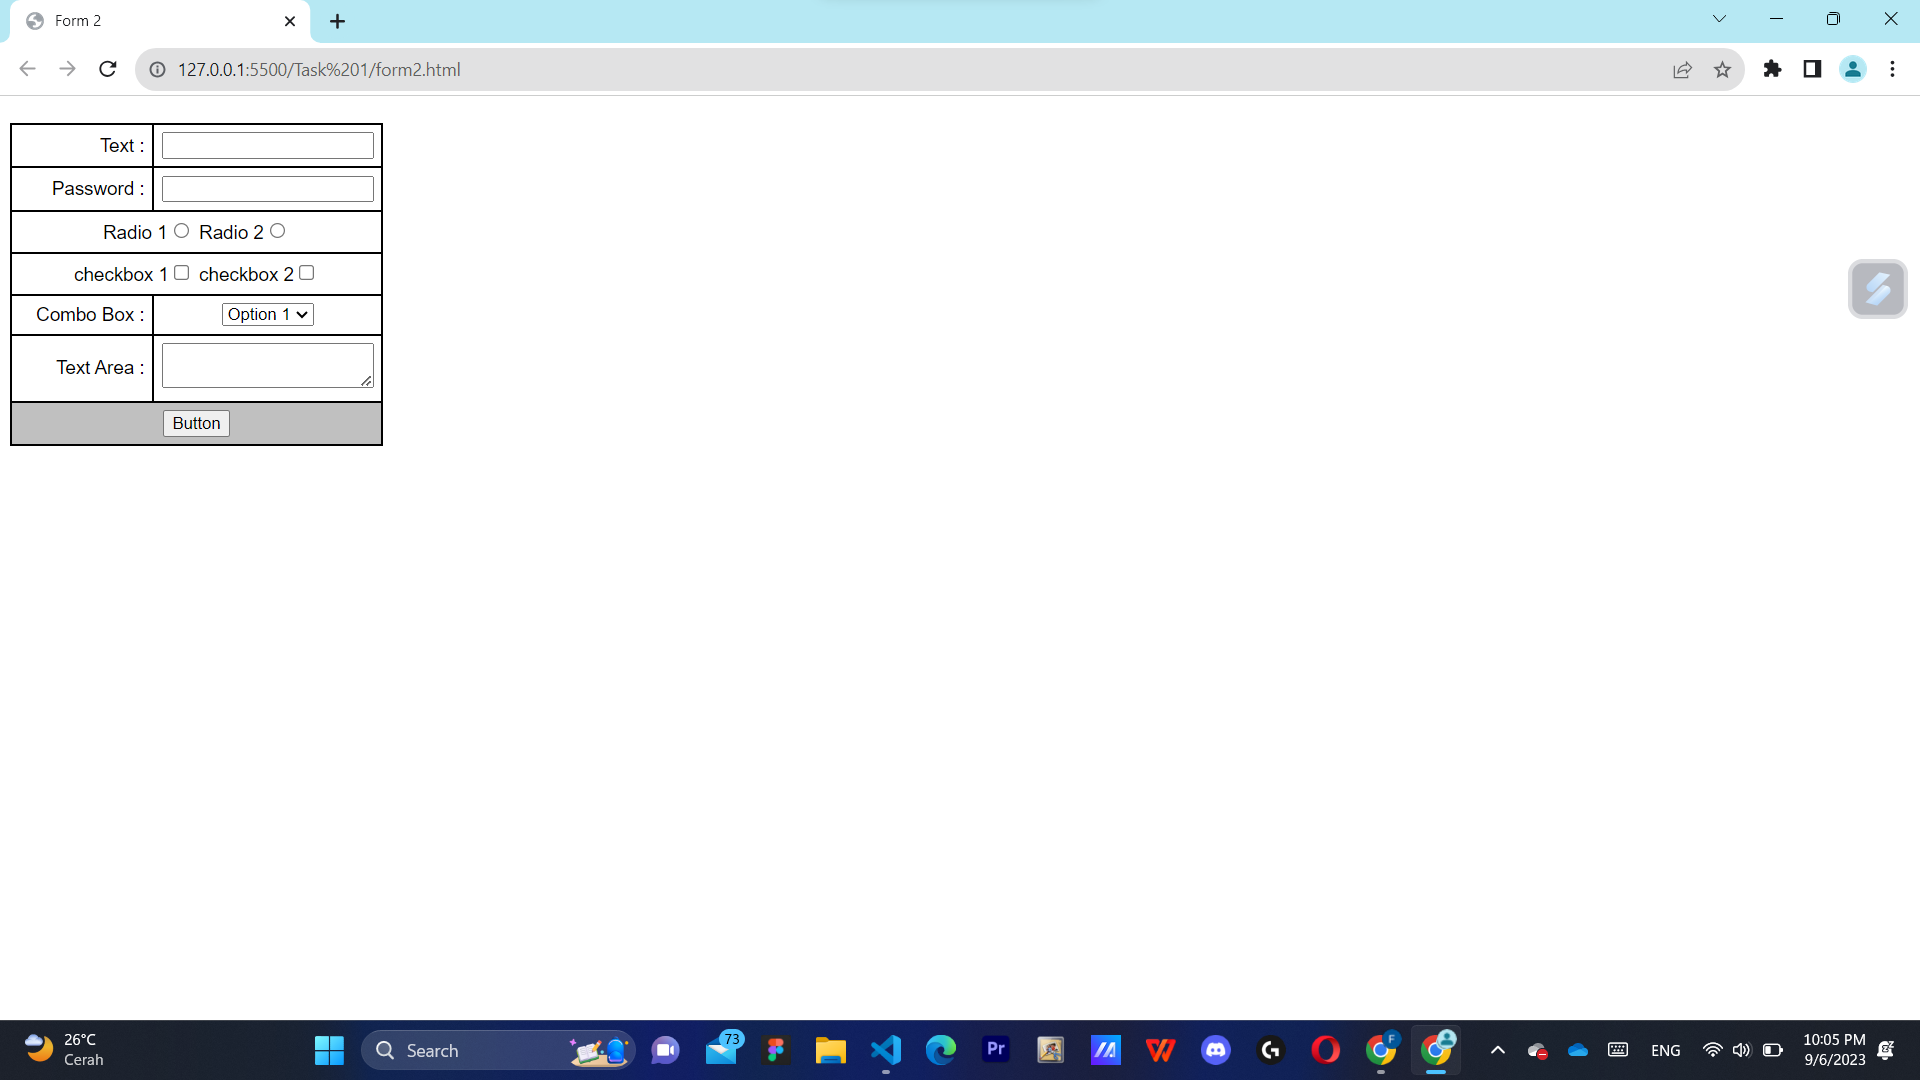 Form 2
127.0.0.1:5500/Task%201/form2.html
Text :
Password :
Radio 1 Radio 2
checkbox 1 checkbox 2
Combo Box : Option 1
Text Area :
Button
26°C
Cerah
Search
73
Pr
F
ENG
10:05 PM
9/6/2023